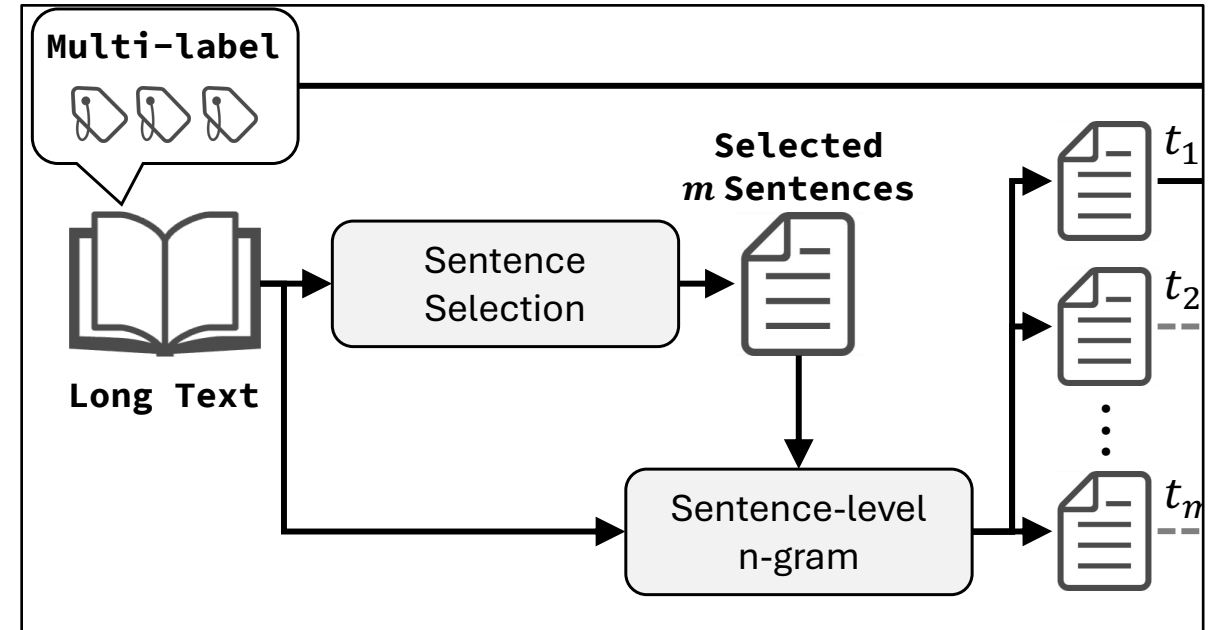 Multi-label
Selected
m Sentences
t₁
Sentence
Selection
t₂
Long Text
Sentence-level
n-gram
tₘ